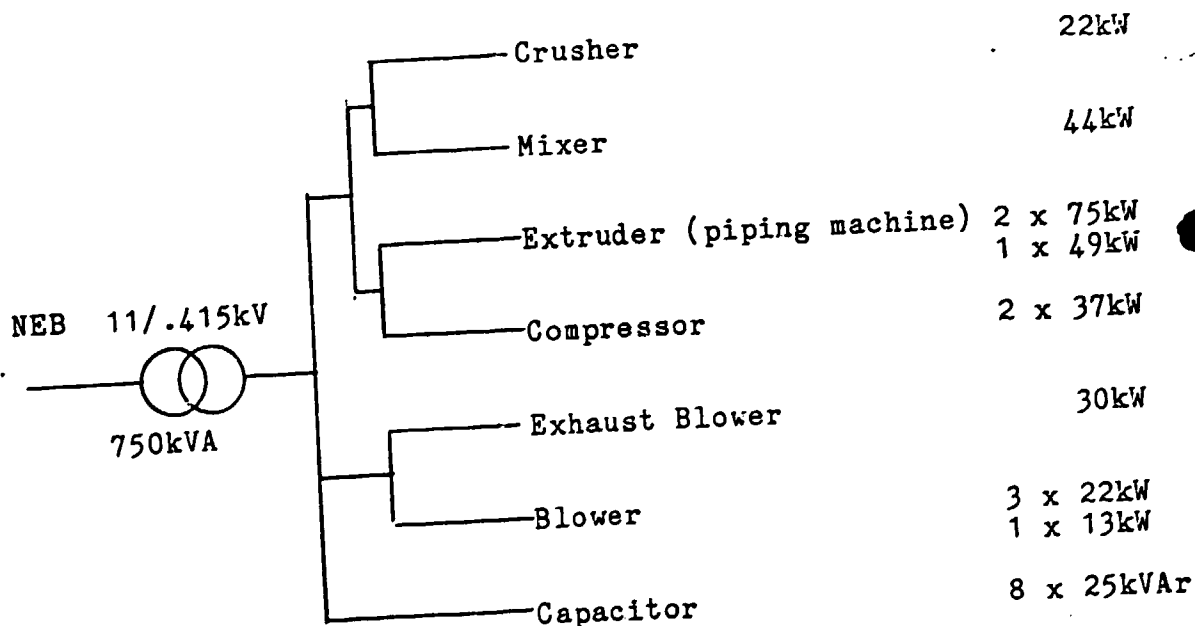 Crusher 22kW
Mixer 44kW
Extruder (piping machine) 2 x 75kW
1 x 49kW
NEB 11/.415kV
Compressor 2 x 37kW
750kVA
Exhaust Blower 30kW
Blower 3 x 22kW
1 x 13kW
Capacitor 8 x 25kVAr